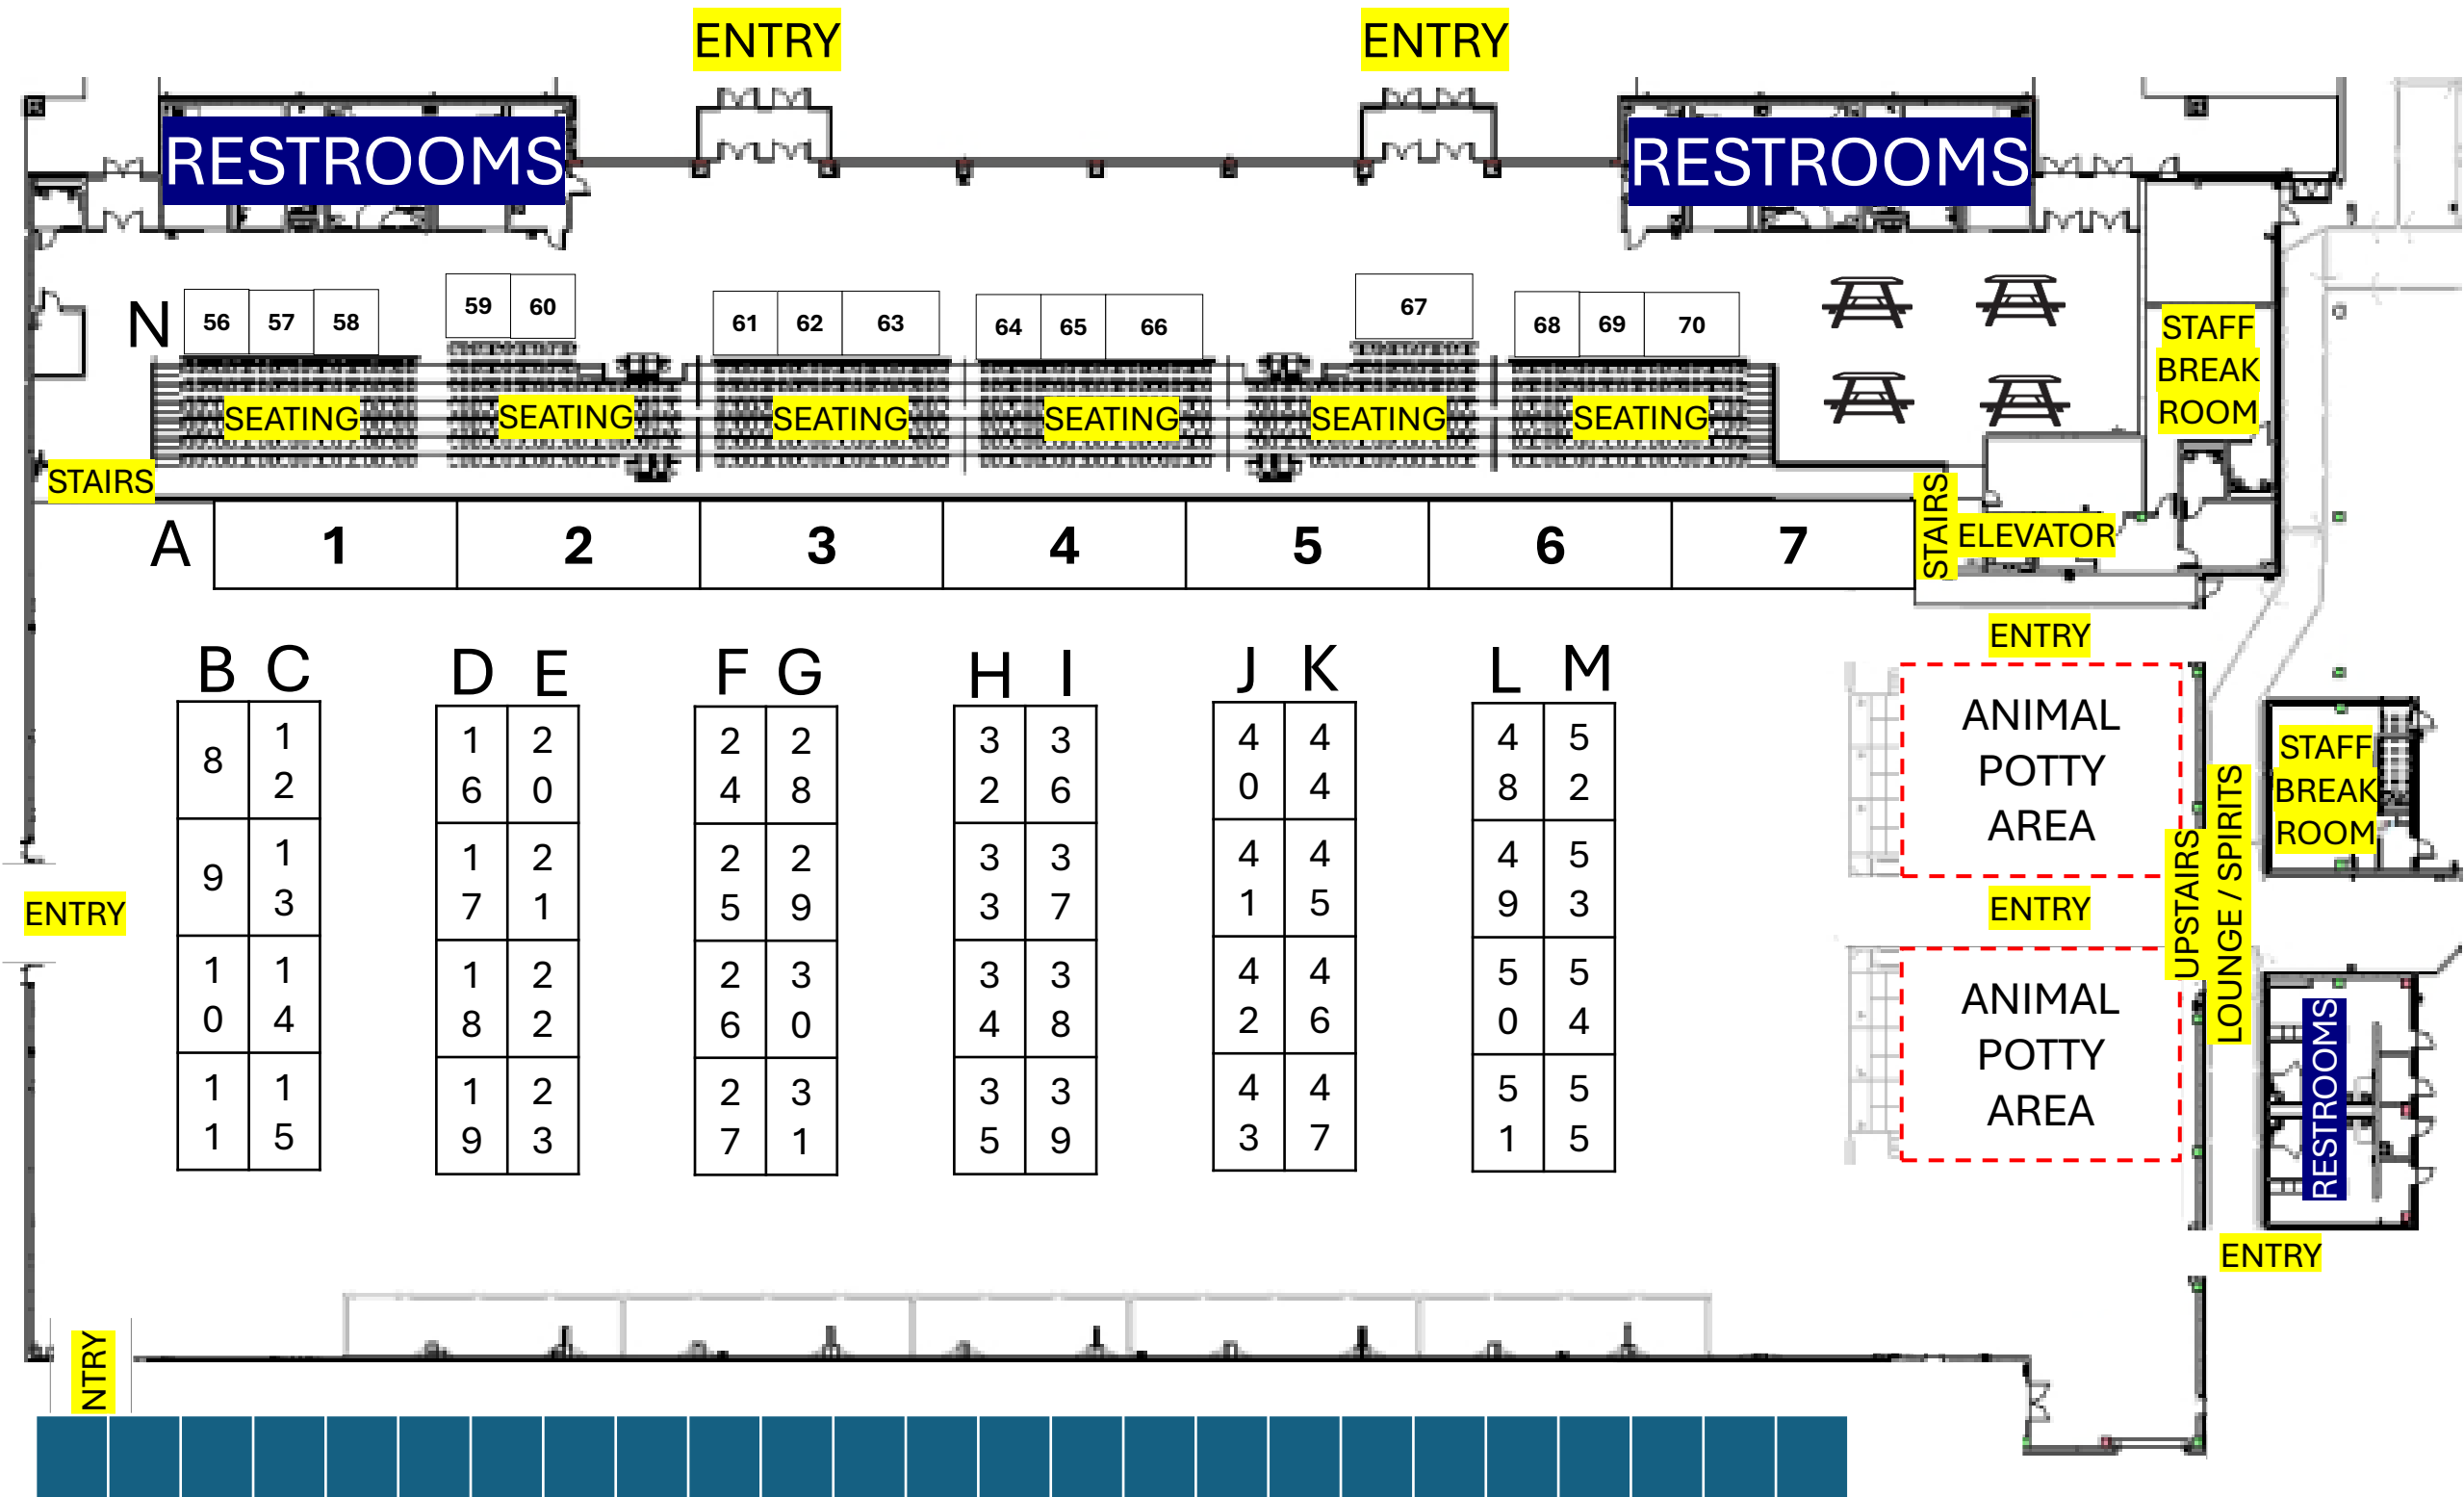 ENTRY ENTRY
RESTROOMS RESTROOMS
N 56 57 58 59 60 61 62 63 64 65 66 67 68 69 70
STAFF
BREAK
ROOM
SEATING SEATING SEATING SEATING SEATING SEATING
STAIRS
STAIRS
ELEVATOR
A 1 2 3 4 5 6 7
ENTRY
B C D E F G H I J K L M
8 12 16 20 24 28 32 36 40 44 48 52
9 13 17 21 25 29 33 37 41 45 49 53
10 14 18 22 26 30 34 38 42 46 50 54
11 15 19 23 27 31 35 39 43 47 51 55
ANIMAL
POTTY
AREA
STAFF
BREAK
ROOM
ENTRY
ENTRY
UPSTAIRS
LOUNGE / SPIRITS
ANIMAL
POTTY
AREA
RESTROOMS
ENTRY
NTRY